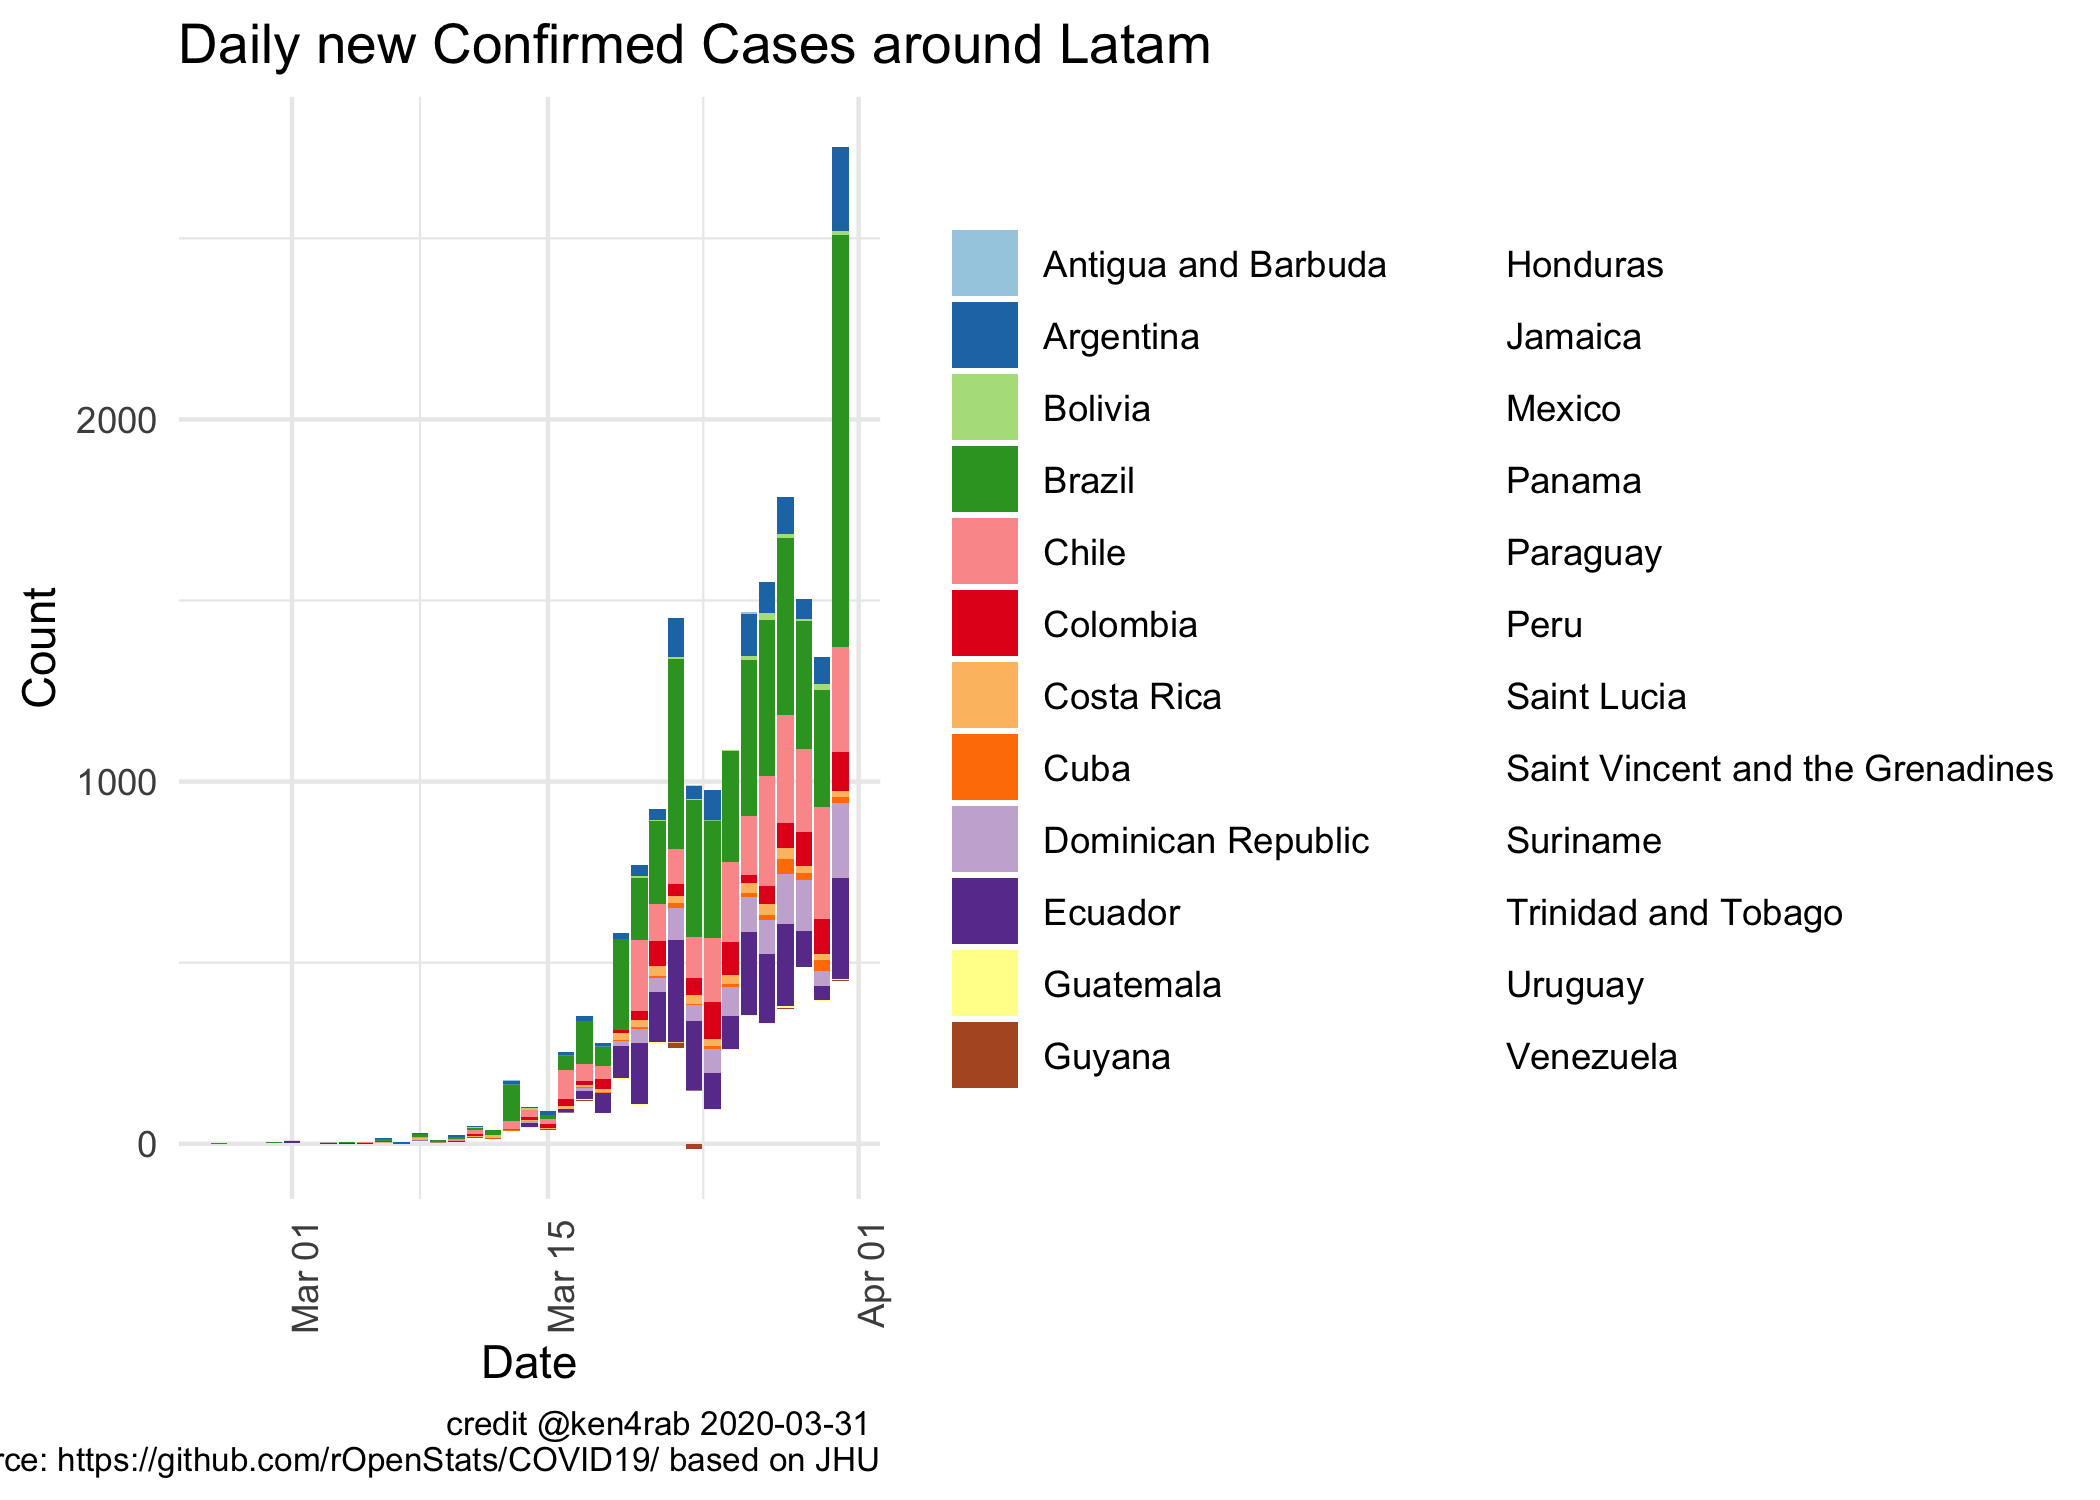 Daily new Confirmed Cases around Latam
Count
2000
1000
0
Mar 01
Mar 15
Apr 01
Date
Antigua and Barbuda
Argentina
Bolivia
Brazil
Chile
Colombia
Costa Rica
Cuba
Dominican Republic
Ecuador
Guatemala
Guyana
Honduras
Jamaica
Mexico
Panama
Paraguay
Peru
Saint Lucia
Saint Vincent and the Grenadines
Suriname
Trinidad and Tobago
Uruguay
Venezuela
credit @ken4rab 2020-03-31
rce: https://github.com/rOpenStats/COVID19/ based on JHU